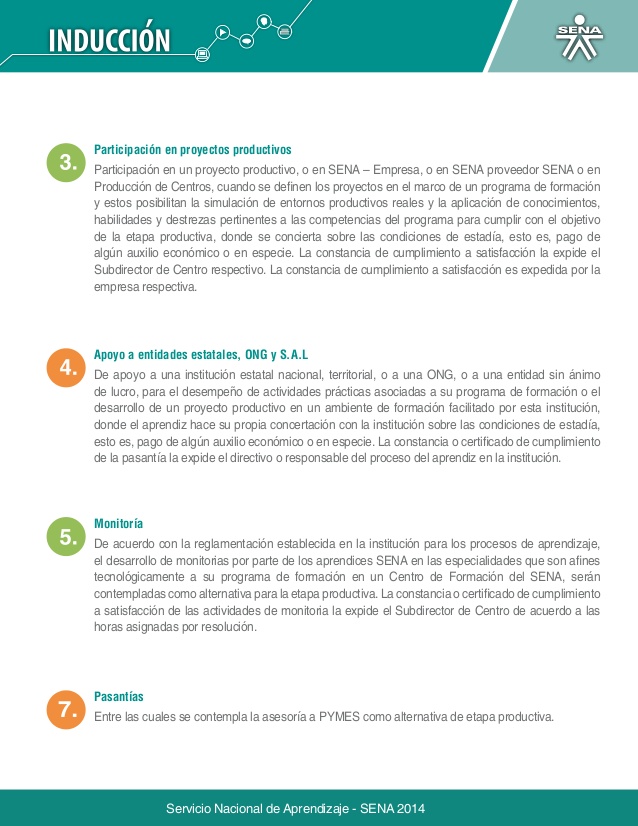 INDUCCIÓN
SENA
3.
Participación en proyectos productivos
Participación en un proyecto productivo, o en SENA – Empresa, o en SENA proveedor SENA o en
Producción de Centros, cuando se definen los proyectos en el marco de un programa de formación
y estos posibilitan la simulación de entornos productivos reales y la aplicación de conocimientos,
habilidades y destrezas pertinentes a las competencias del programa para cumplir con el objetivo
de la etapa productiva, donde se concierta sobre las condiciones de estadía, esto es, pago de
algún auxilio económico o en especie. La constancia de cumplimiento a satisfacción la expide el
Subdirector de Centro respectivo. La constancia de cumplimiento a satisfacción es expedida por la
empresa respectiva.
4.
Apoyo a entidades estatales, ONG y S.A.L
De apoyo a una institución estatal nacional, territorial, o a una ONG, o a una entidad sin ánimo
de lucro, para el desempeño de actividades prácticas asociadas a su programa de formación o el
desarrollo de un proyecto productivo en un ambiente de formación facilitado por esta institución,
donde el aprendiz hace su propia concertación con la institución sobre las condiciones de estadía,
esto es, pago de algún auxilio económico o en especie. La constancia o certificado de cumplimiento
de la pasantía la expide el directivo o responsable del proceso del aprendiz en la institución.
5.
Monitoría
De acuerdo con la reglamentación establecida en la institución para los procesos de aprendizaje,
el desarrollo de monitorias por parte de los aprendices SENA en las especialidades que son afines
tecnológicamente a su programa de formación en un Centro de Formación del SENA, serán
contempladas como alternativa para la etapa productiva. La constancia o certificado de cumplimiento
a satisfacción de las actividades de monitoria la expide el Subdirector de Centro de acuerdo a las
horas asignadas por resolución.
7.
Pasantías
Entre las cuales se contempla la asesoría a PYMES como alternativa de etapa productiva.
Servicio Nacional de Aprendizaje - SENA 2014